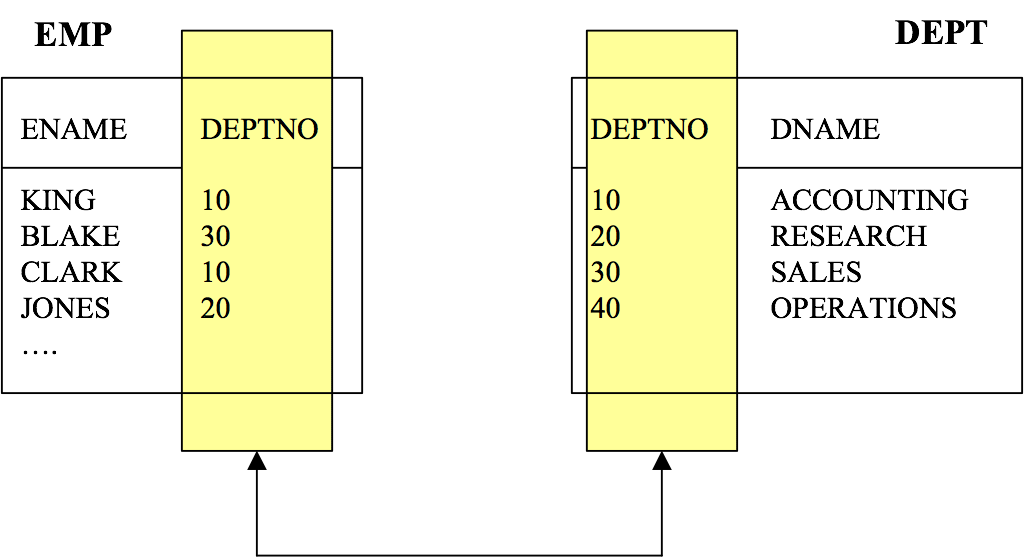 EMP
ENAME DEPTNO
KING 10
BLAKE 30
CLARK 10
JONES 20
....
DEPT
DEPTNO DNAME
10 ACCOUNTING
20 RESEARCH
30 SALES
40 OPERATIONS